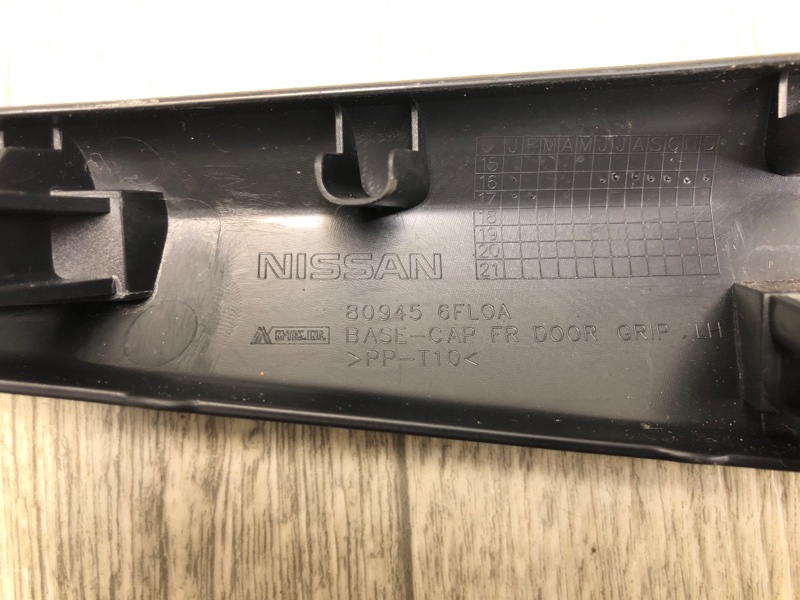 J F M A M J J A S O N D
15
16
17
18
19
20
21
NISSAN
80945 6FL0A
BASE-CAP FR DOOR GRIP, LH
>PP-T10<